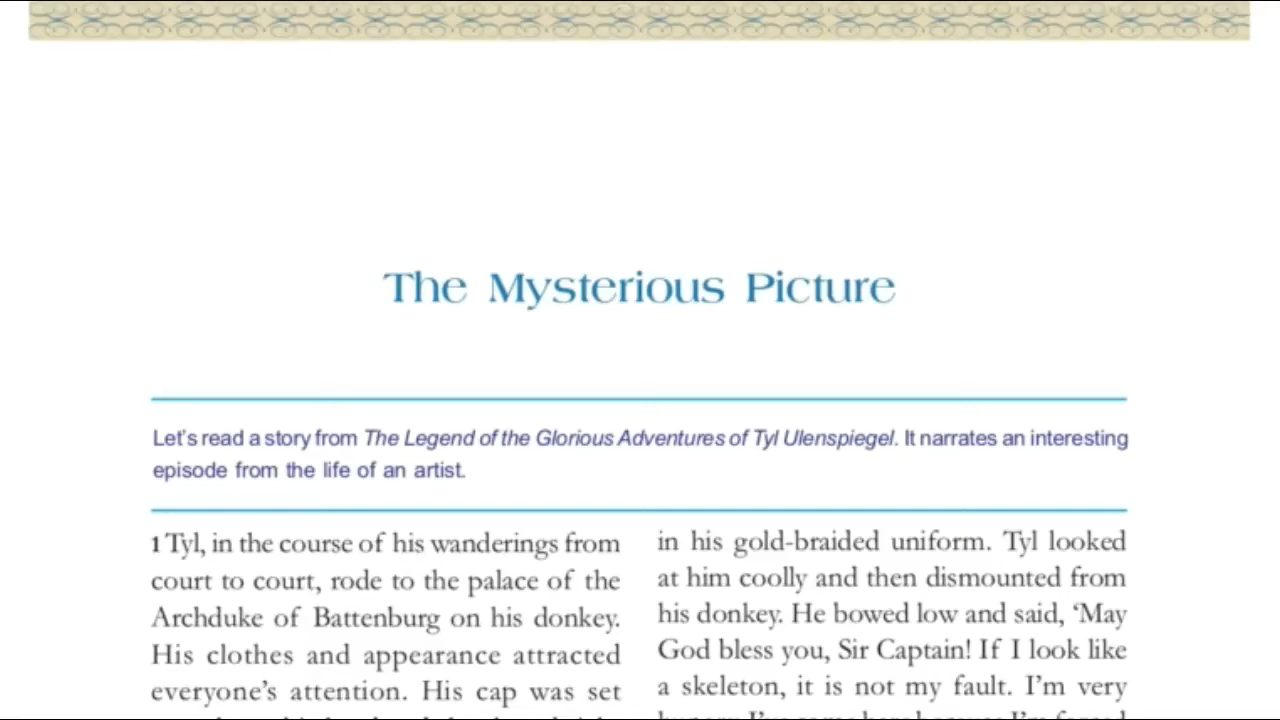 The Mysterious Picture
Let's read a story from The Legend of the Glorious Adventures of Tyl Ulenspiegel. It narrates an interesting
episode from the life of an artist.
1 Tyl, in the course of his wanderings from
court to court, rode to the palace of the
Archduke of Battenburg on his donkey.
His clothes and appearance attracted
everyone's attention. His cap was set
in his gold-braided uniform. Tyl looked
at him coolly and then dismounted from
his donkey. He bowed low and said, ‘May
God bless you, Sir Captain! If I look like
a skeleton, it is not my fault. I'm very